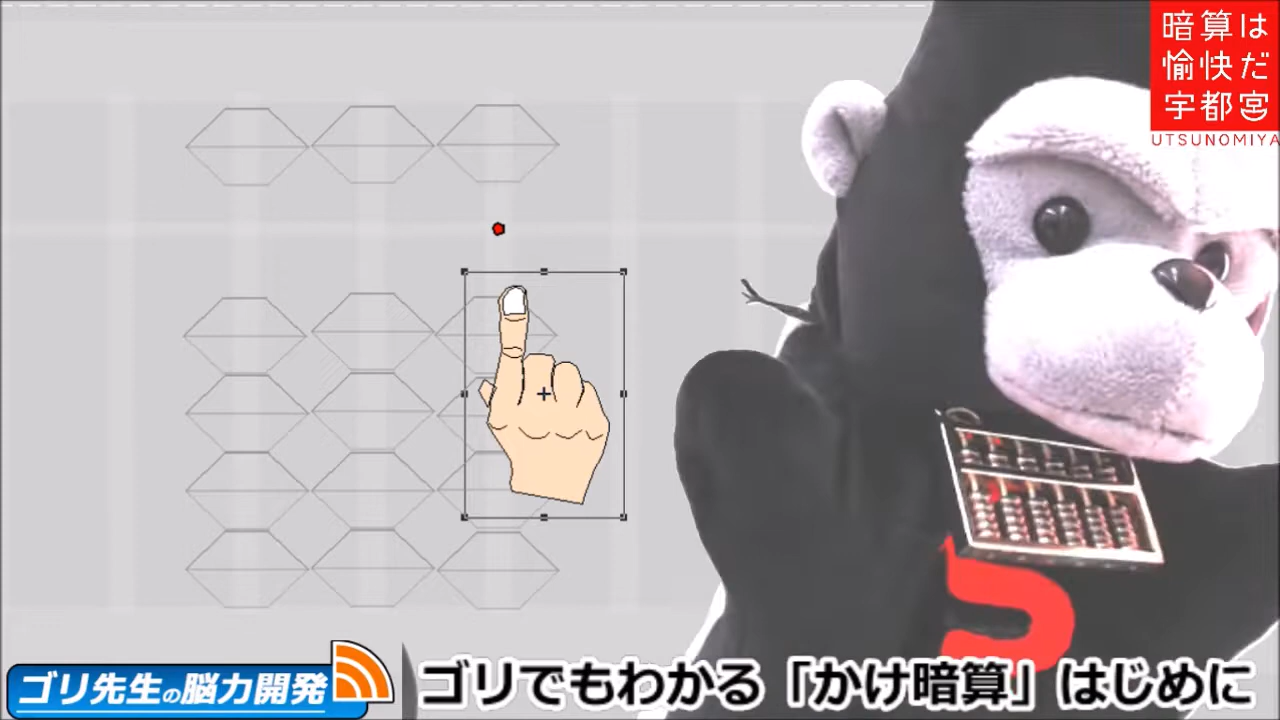 暗算は
愉快だ
宇都宮
UTSUNOMIYA
ゴリ先生の脳力開発
ゴリでもわかる「かけ暗算」はじめに